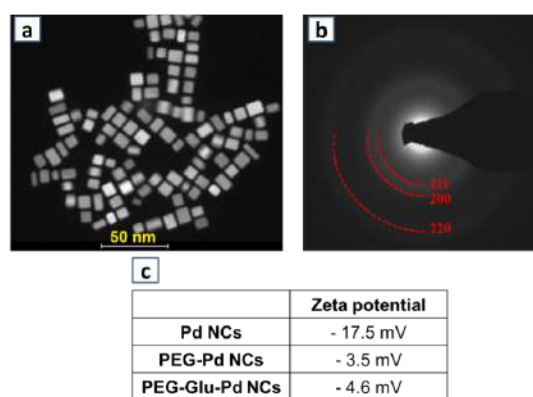 a
b
50 nm
111
200
220
c
Zeta potential
Pd NCs - 17.5 mV
PEG-Pd NCs - 3.5 mV
PEG-Glu-Pd NCs - 4.6 mV